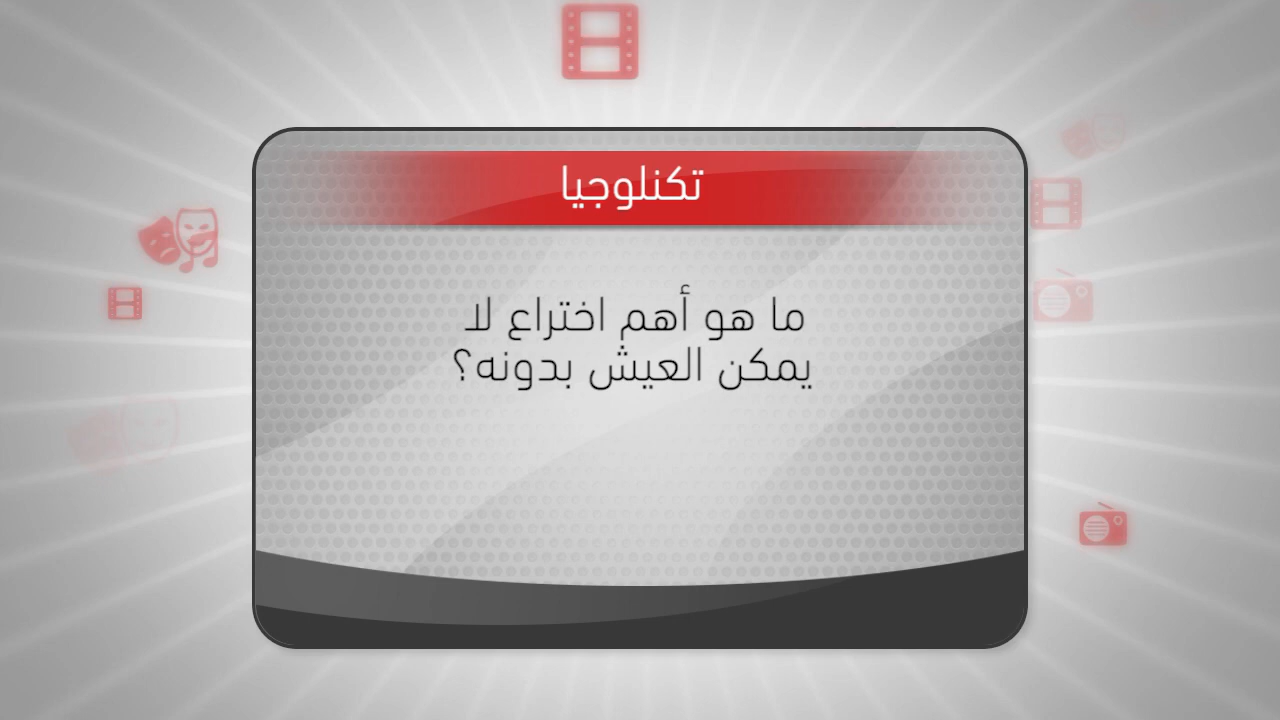 تكنلوجيا
ما هو أهم اختراع لا
يمكن العيش بدونه؟